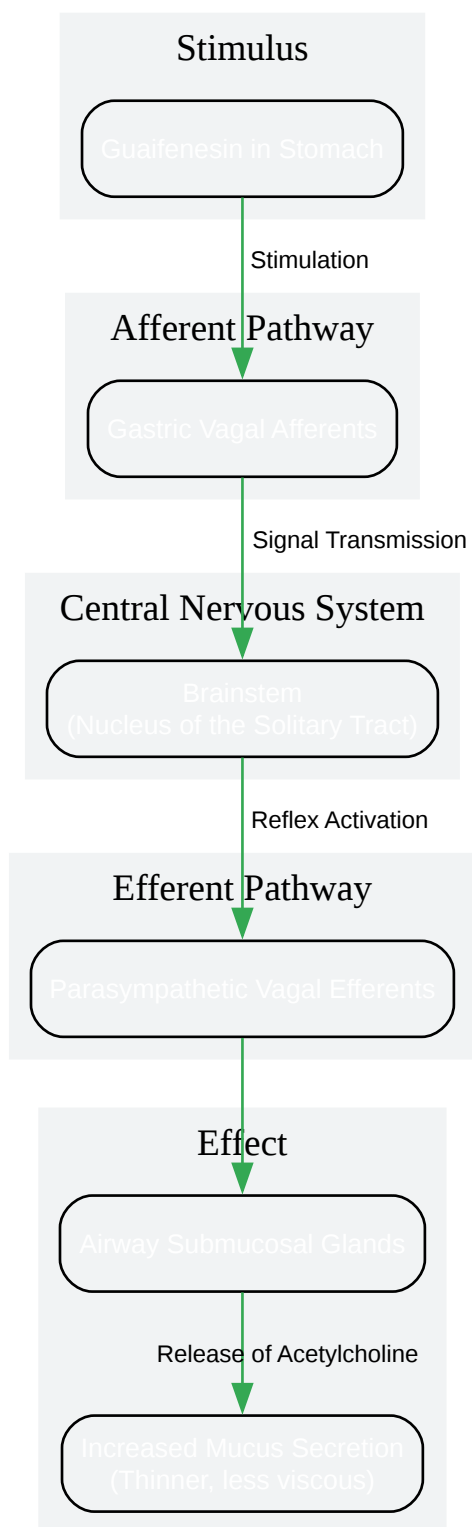 Stimulus
Guaifenesin in Stomach
Stimulation
Afferent Pathway
Gastric Vagal Afferents
Signal Transmission
Central Nervous System
Brainstem
(Nucleus of the Solitary Tract)
Reflex Activation
Efferent Pathway
Parasympathetic Vagal Efferents
Effect
Airway Submucosal Glands
Release of Acetylcholine
Increased Mucus Secretion
(Thinner, less viscous)